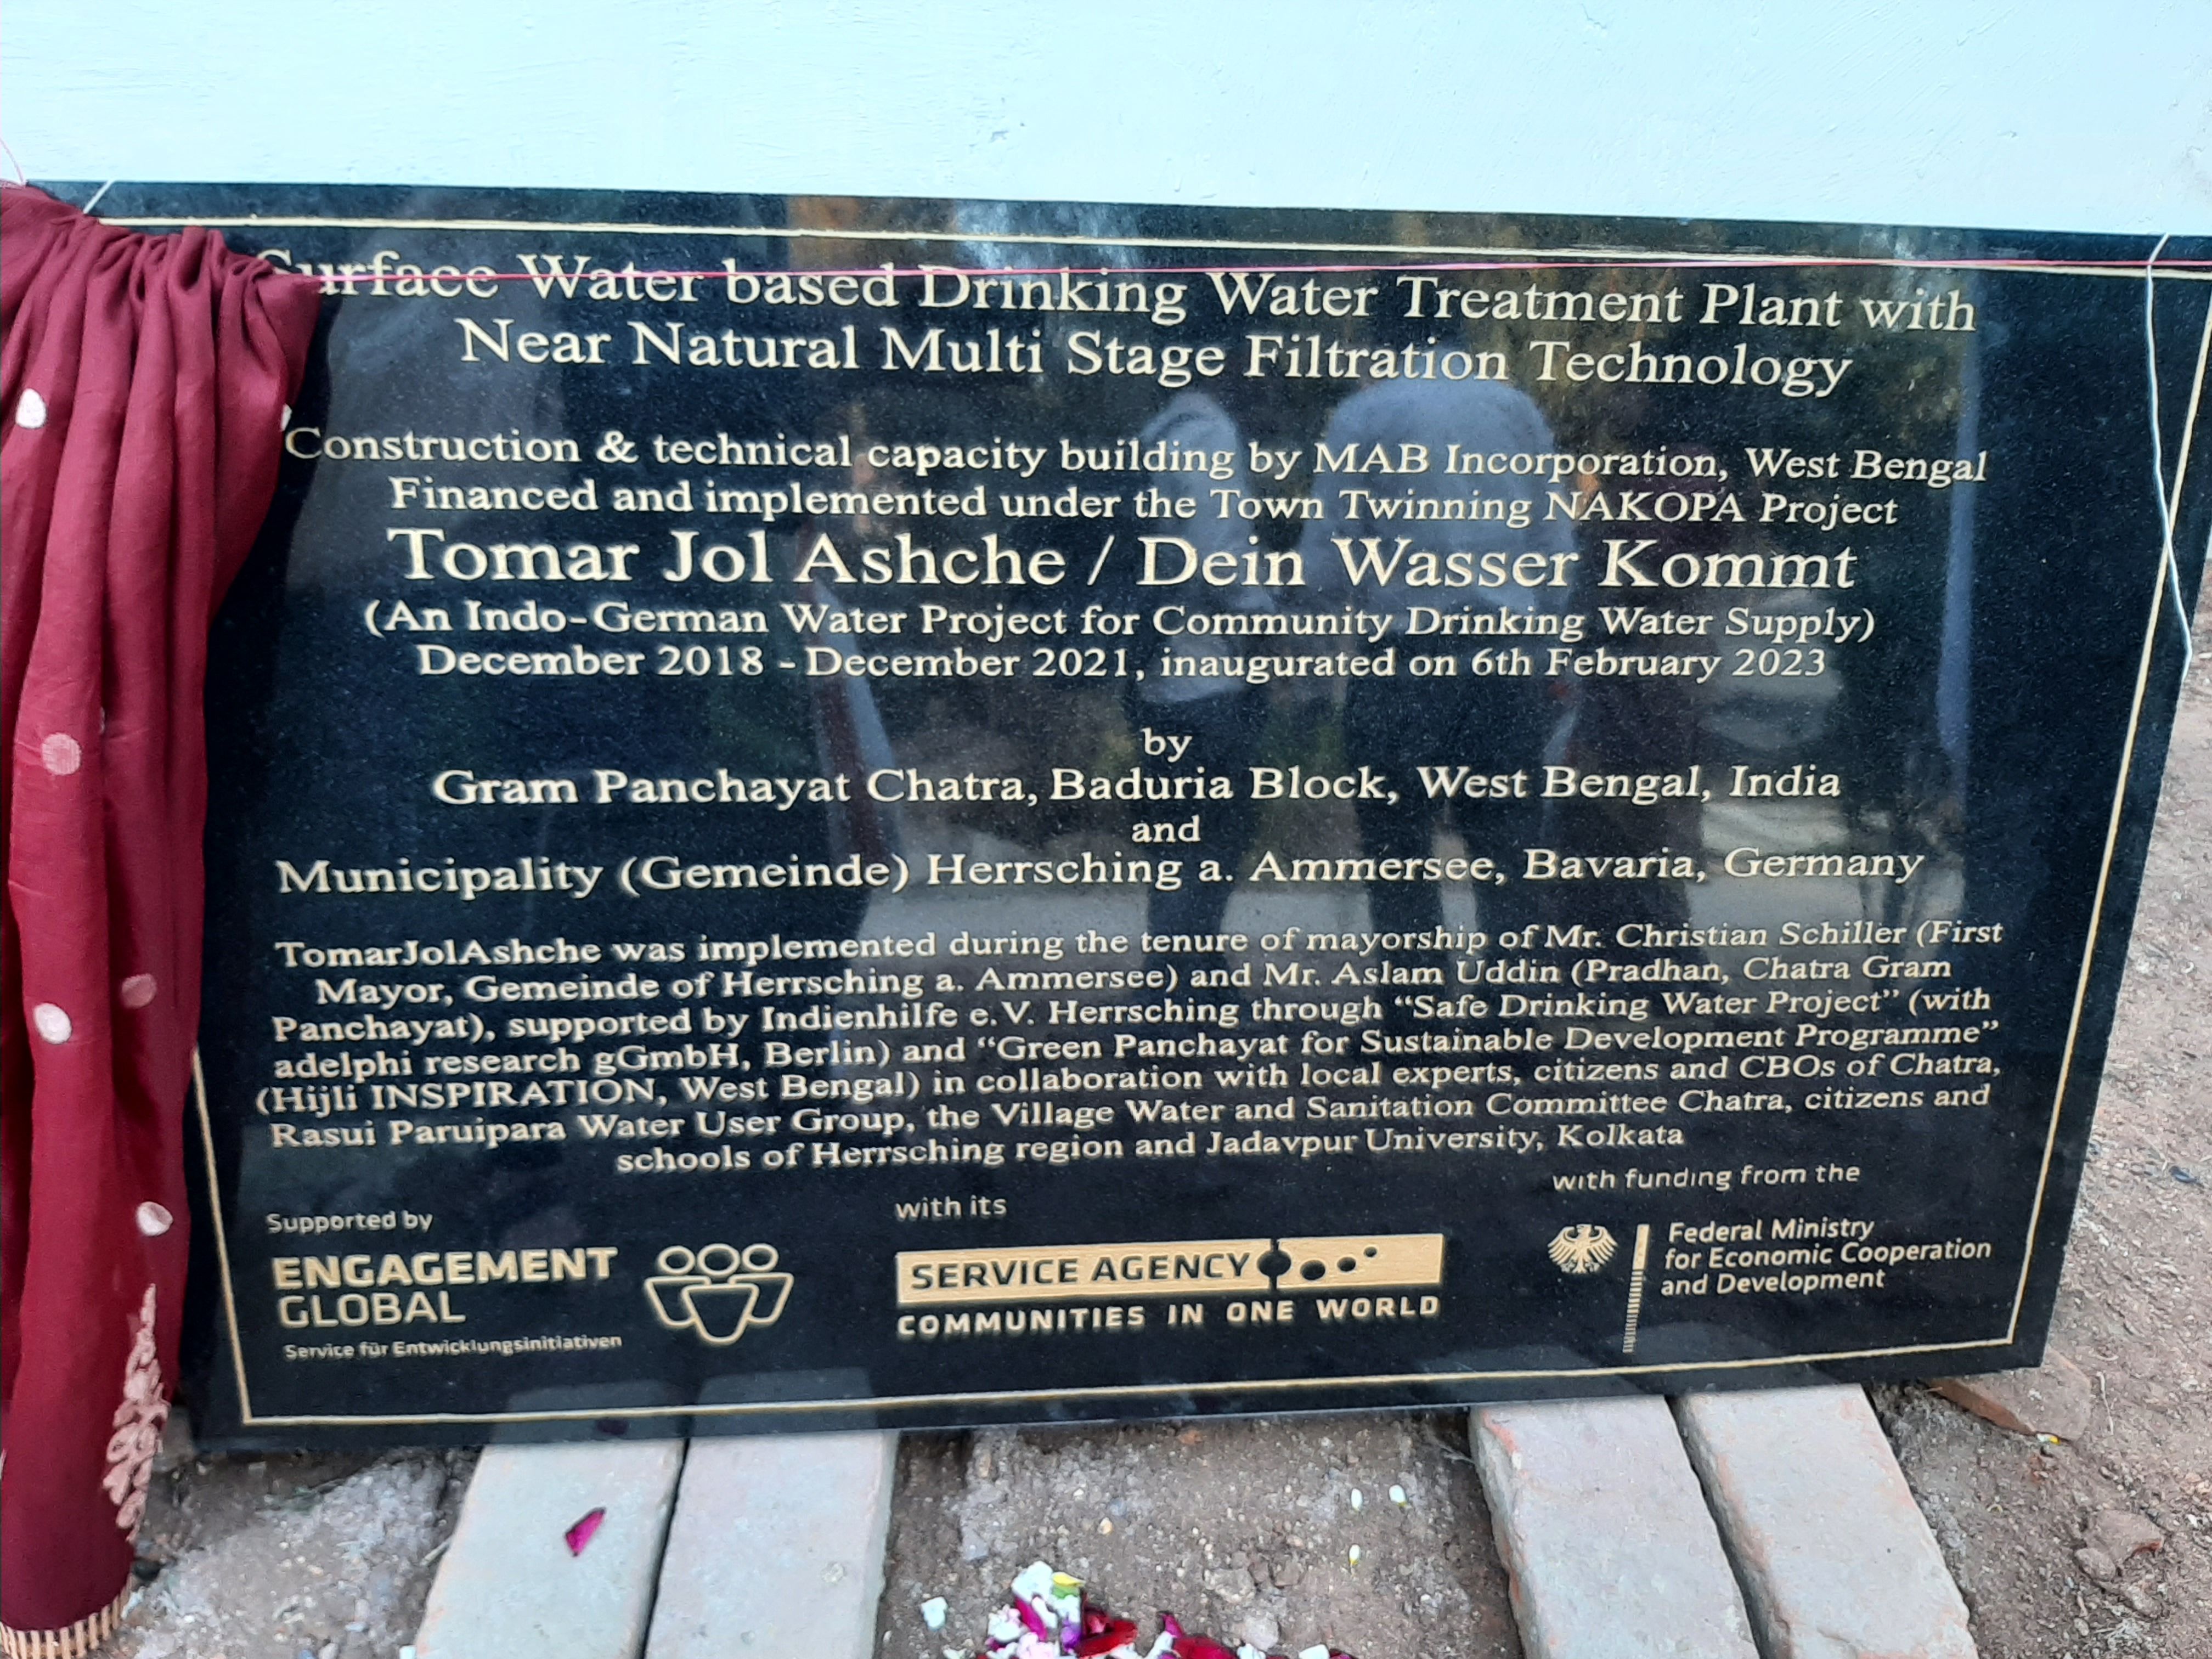 Surface Water based Drinking Water Treatment Plant with
Near Natural Multi Stage Filtration Technology
Construction & technical capacity building by MAB Incorporation, West Bengal
Financed and implemented under the Town Twinning NAKOPA Project
Tomar Jol Ashche / Dein Wasser Kommt
(An Indo-German Water Project for Community Drinking Water Supply)
December 2018 - December 2021, inaugurated on 6th February 2023
by
Gram Panchayat Chatra, Baduria Block, West Bengal, India
and
Municipality (Gemeinde) Herrsching a. Ammersee, Bavaria, Germany
TomarJolAshche was implemented during the tenure of mayorship of Mr. Christian Schiller (First
Mayor, Gemeinde of Herrsching a. Ammersee) and Mr. Aslam Uddin (Pradhan, Chatra Gram
Panchayat), supported by Indienhilfe e.V. Herrsching through “Safe Drinking Water Project” (with
adelphi research gGmbH, Berlin) and “Green Panchayat for Sustainable Development Programme”
(Hijli INSPIRATION, West Bengal) in collaboration with local experts, citizens and CBOs of Chatra,
Rasui Paruipara Water User Group, the Village Water and Sanitation Committee Chatra, citizens and
schools of Herrsching region and Jadavpur University, Kolkata
Supported by
ENGAGEMENT
GLOBAL
Service für Entwicklungsinitiativen
with its
SERVICE AGENCY
COMMUNITIES IN ONE WORLD
with funding from the
Federal Ministry
for Economic Cooperation
and Development